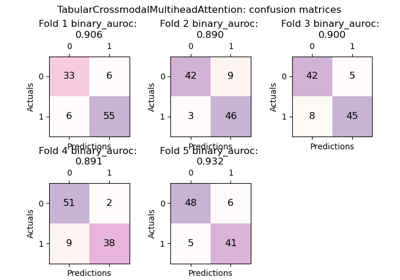 TabularCrossmodalMultiheadAttention: confusion matrices
Fold 1 binary_auroc:
0.906
0 1
0 33 6
1 6 55
Actuals
Predictions
Fold 2 binary_auroc:
0.890
0 1
0 42 9
1 3 46
Actuals
Predictions
Fold 3 binary_auroc:
0.900
0 1
0 42 5
1 8 45
Actuals
Predictions
Fold 4 binary_auroc:
0.891
0 1
0 51 2
1 9 38
Actuals
Predictions
Fold 5 binary_auroc:
0.932
0 1
0 48 6
1 5 41
Actuals
Predictions